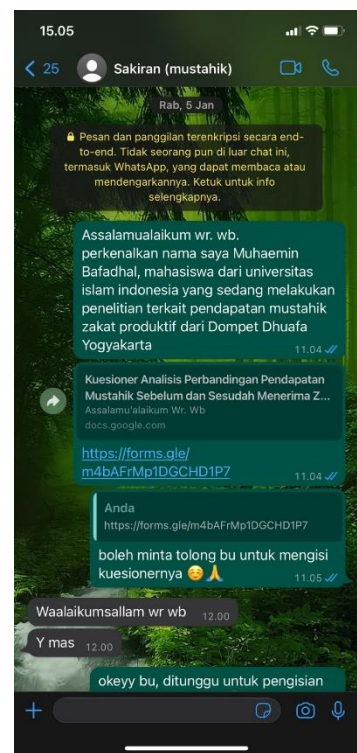 15.05
25
Sakiran (mustahik)
Rab, 5 Jan
Pesan dan panggilan terenkripsi secara end-
to-end. Tidak seorang pun di luar chat ini,
termasuk WhatsApp, yang dapat membaca atau
mendengarkannya. Ketuk untuk info
selengkapnya.
Assalamualaikum wr. wb.
perkenalkan nama saya Muhaemin
Bafadhal, mahasiswa dari universitas
islam indonesia yang sedang melakukan
penelitian terkait pendapatan mustahik
zakat produktif dari Dompet Dhuafa
Yogyakarta
11.04
Kuesioner Analisis Perbandingan Pendapatan
Mustahik Sebelum dan Sesudah Menerima Z...
Assalamu'alaikum Wr. Wb
docs.google.com
https://forms.gle/
m4bAFrMp1DGCHD1P7
11.04
Anda
https://forms.gle/m4bAFrMp1DGCHD1P7
boleh minta tolong bu untuk mengisi
kuesionernya 😊🙏
11.05
Waalaikumsallam wr wb
12.00
Y mas
12.00
okeyy bu, ditunggu untuk pengisian